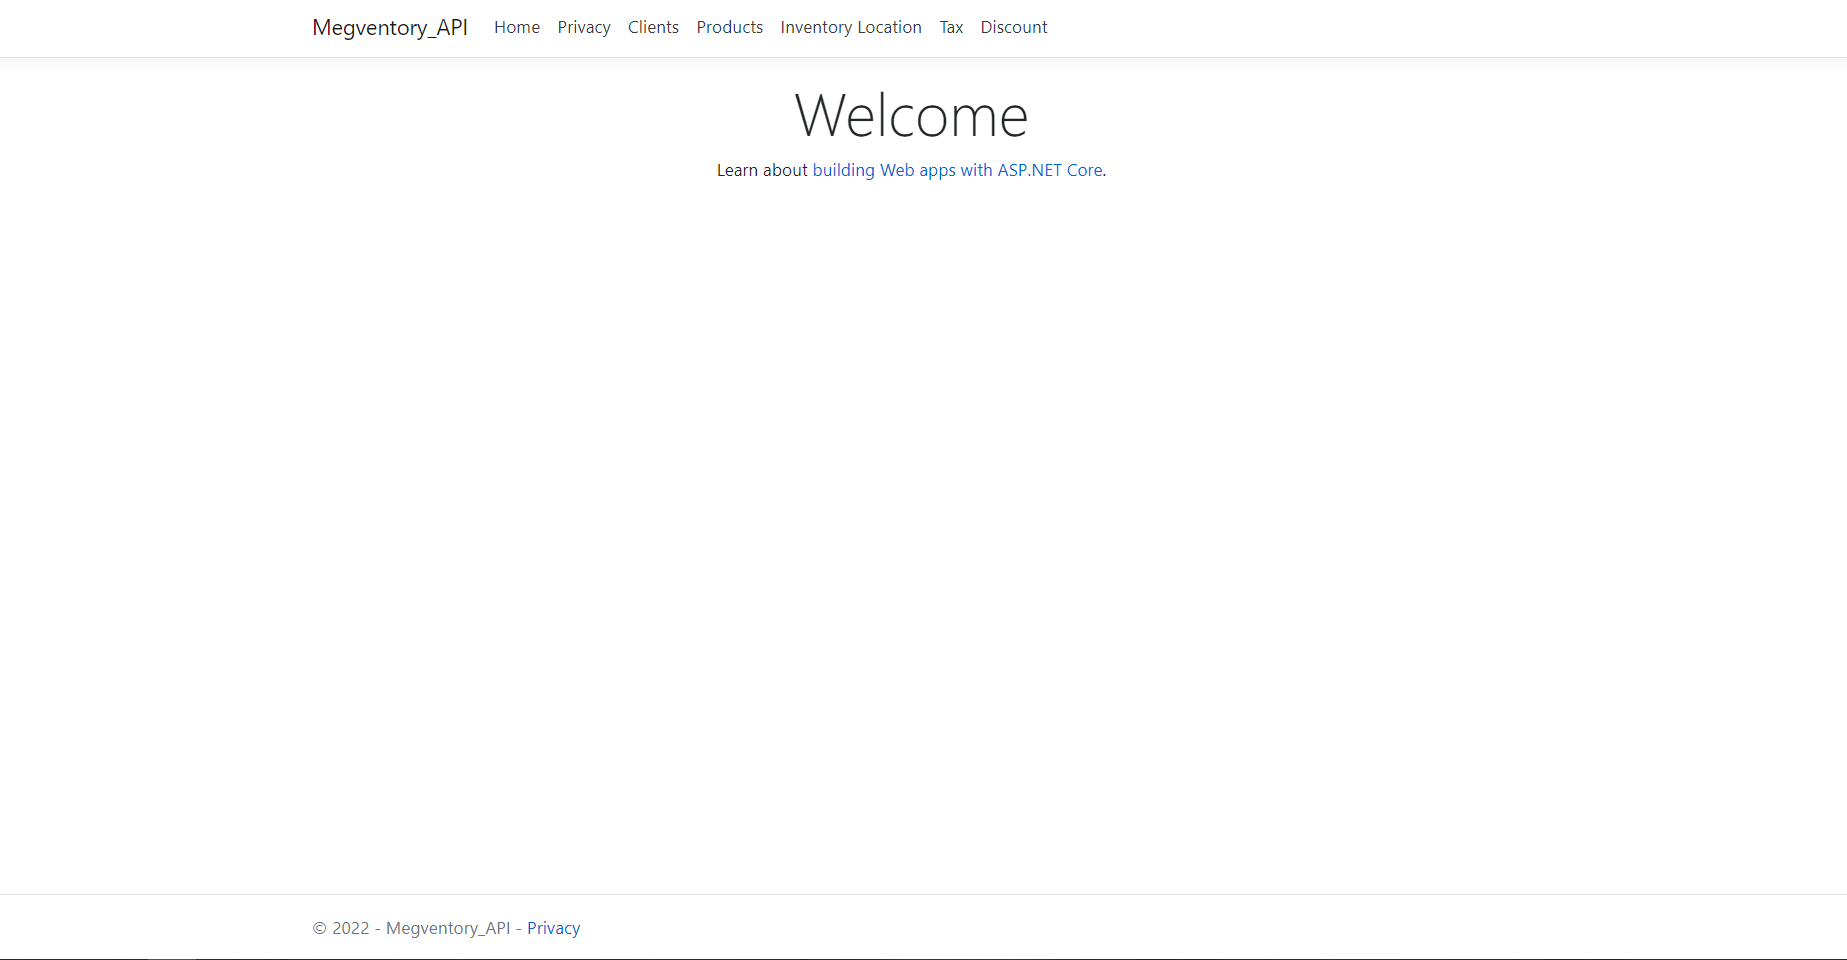 Megventory_API Home Privacy Clients Products Inventory Location Tax Discount
Welcome
Learn about building Web apps with ASP.NET Core.
© 2022 - Megventory_API - Privacy